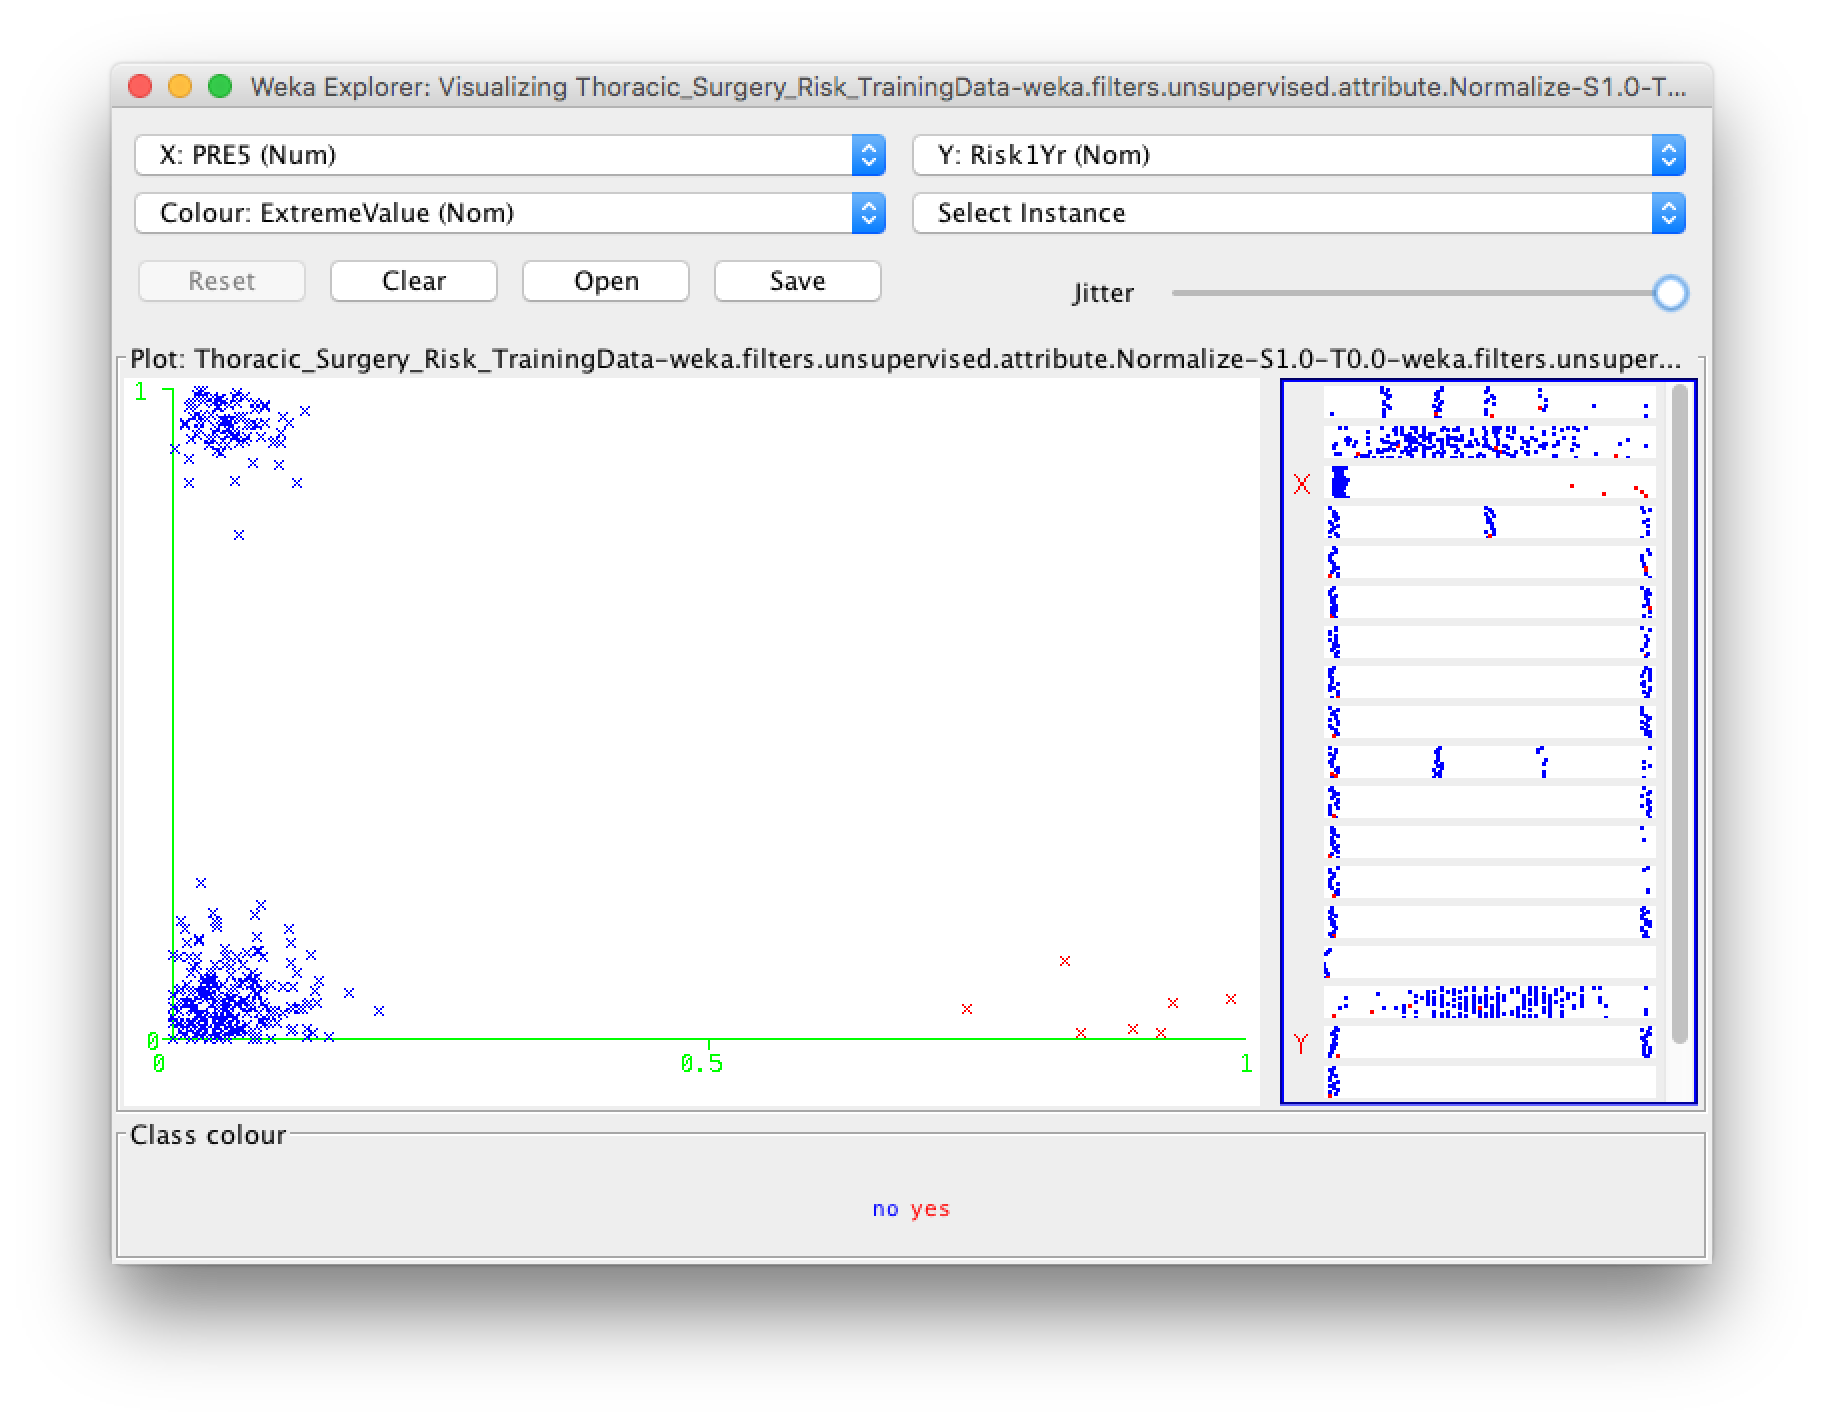 Weka Explorer: Visualizing Thoracic_Surgery_Risk_TrainingData-weka.filters.unsupervised.attribute.Normalize-S1.0-T...
X: PRE5 (Num)
Y: Risk1Yr (Nom)
Colour: ExtremeValue (Nom)
Select Instance
Reset
Clear
Open
Save
Jitter
Plot: Thoracic_Surgery_Risk_TrainingData-weka.filters.unsupervised.attribute.Normalize-S1.0-T0.0-weka.filters.unsuper...
1
X
0
0
0.5
1
Y
Class colour
no yes